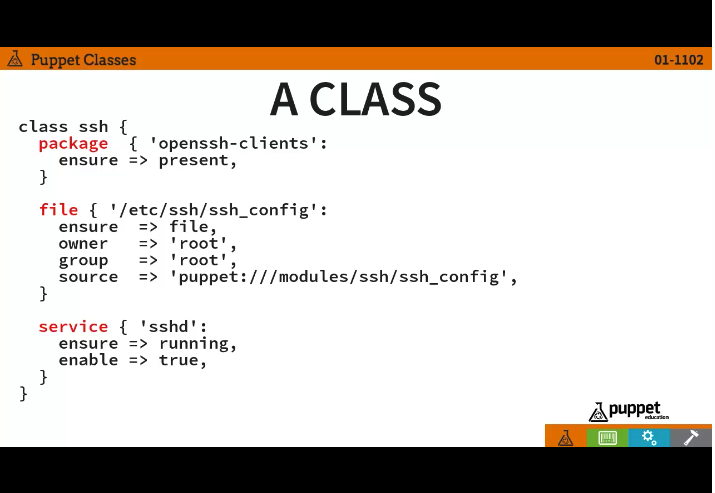 Puppet Classes
01-1102
A CLASS
class ssh {
  package  { 'openssh-clients':
    ensure => present,
  }

  file { '/etc/ssh/ssh_config':
    ensure  => file,
    owner   => 'root',
    group   => 'root',
    source  => 'puppet:///modules/ssh/ssh_config',
  }

  service { 'sshd':
    ensure => running,
    enable => true,
  }
}
puppet
education